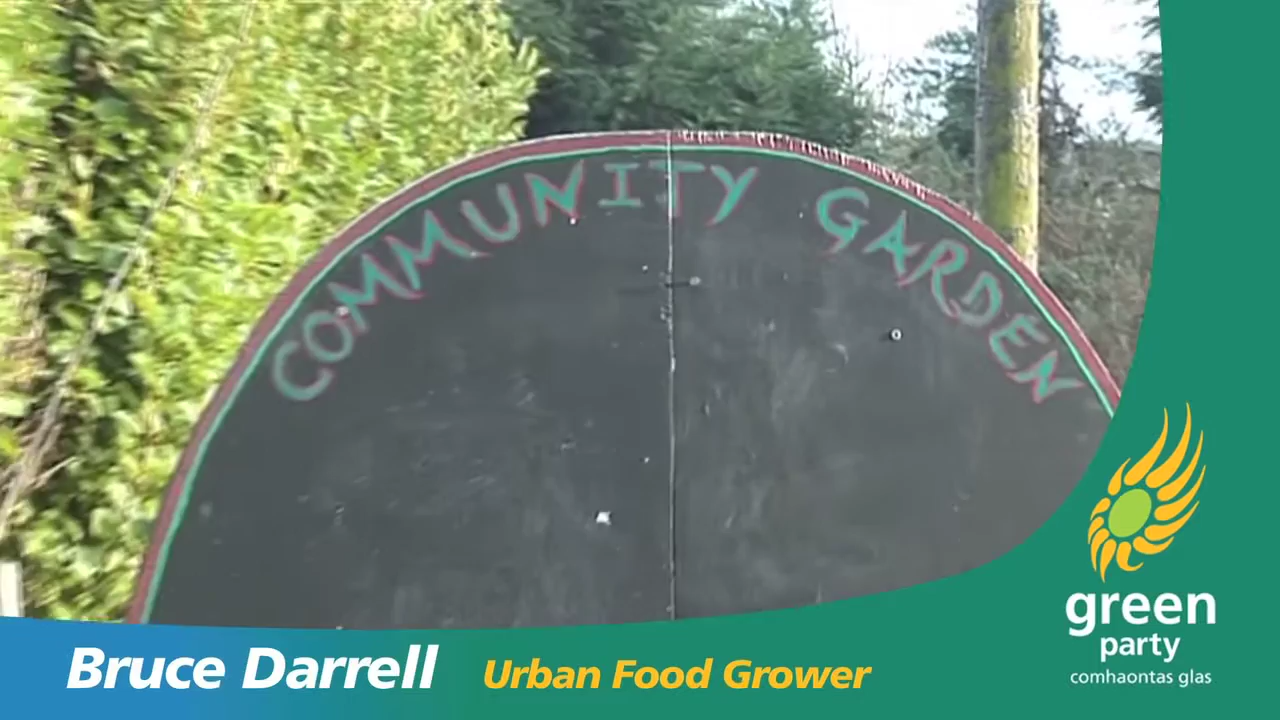 COMMUNITY GARDEN
Bruce Darrell Urban Food Grower
green
party
comhaontas glas